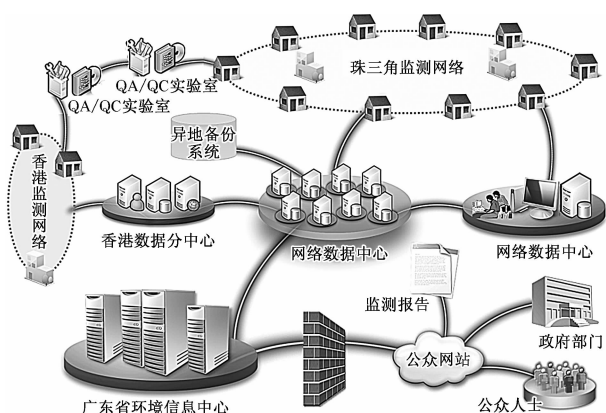 珠三角监测网络
QA/QC实验室
QA/QC实验室
异地备份
系统
香港监测网络
香港数据分中心
网络数据中心
网络数据中心
监测报告
政府部门
公众网站
广东省环境信息中心
公众人士